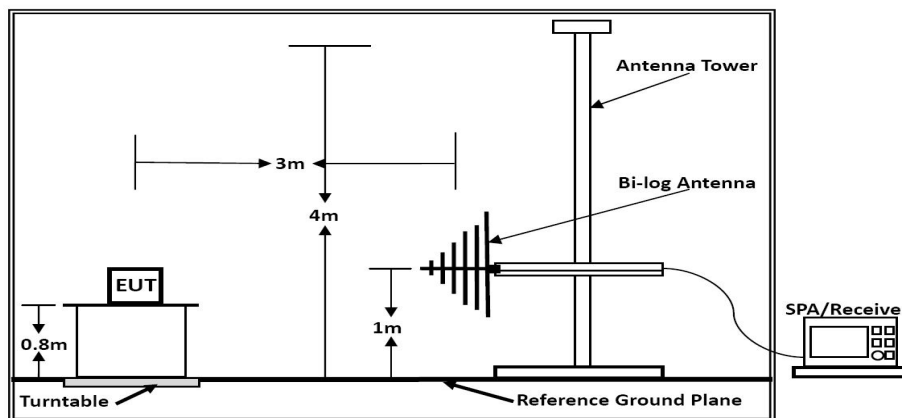 Antenna Tower
3m
Bi-log Antenna
4m
EUT
SPA/Receive
1m
0.8m
Turntable
Reference Ground Plane